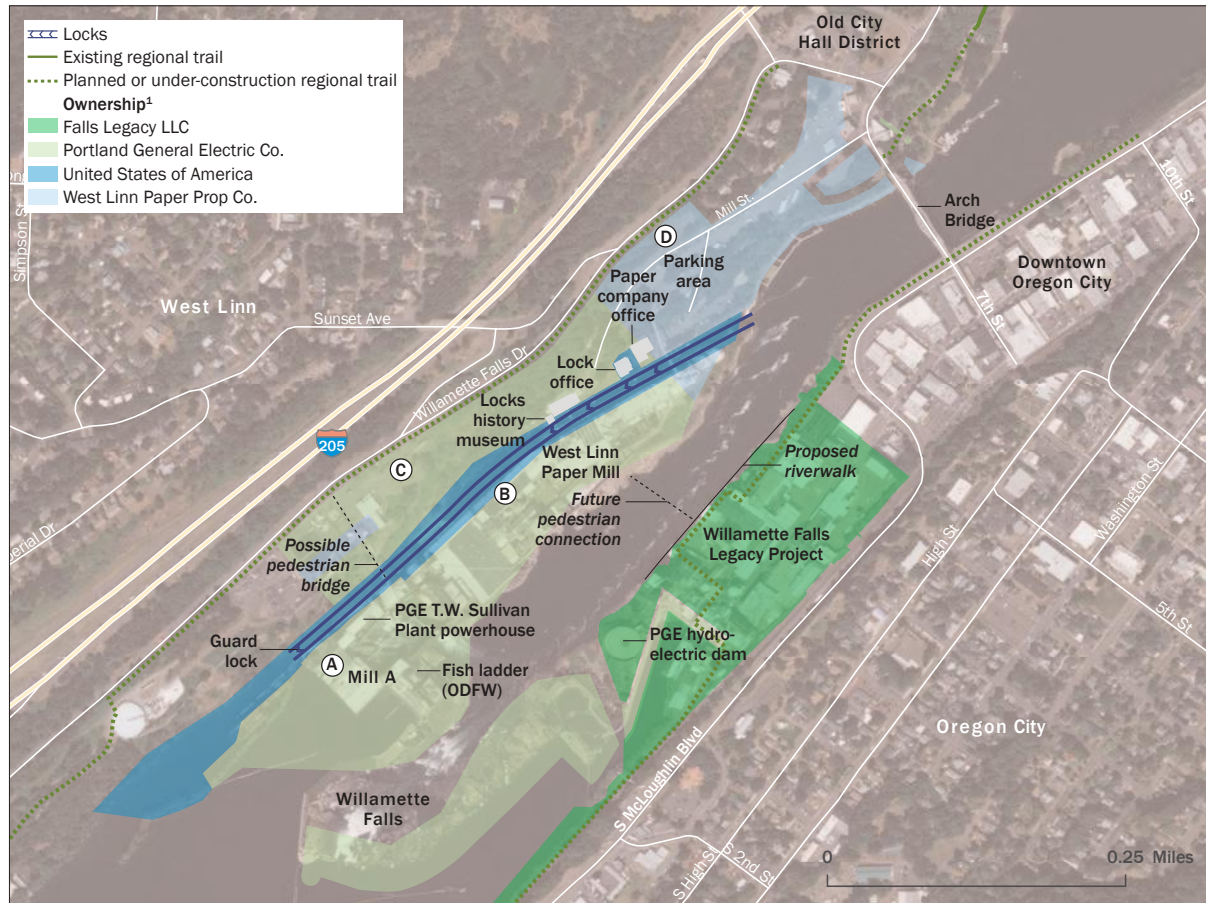 Locks
Existing regional trail
Planned or under-construction regional trail
Ownership¹
Falls Legacy LLC
Portland General Electric Co.
United States of America
West Linn Paper Prop Co.
Old City
Hall District
Simpson St
West Linn
Sunset Ave
Willamette Falls Dr
205
Mill St.
D
Parking
area
Paper
company
office
Lock
office
Locks
history
museum
Arch
Bridge
10th St
Downtown
Oregon City
7th St
C
B
West Linn
Paper Mill
Proposed
riverwalk
Future
pedestrian
connection
Willamette Falls
Legacy Project
High St
Washington St
5th St
erial Dr
Possible
pedestrian
bridge
PGE T.W. Sullivan
Plant powerhouse
Guard
lock
A
Mill A
Fish ladder
(ODFW)
PGE hydro-
electric dam
Oregon City
S McLoughlin Blvd
Willamette
Falls
S High St
S 2nd St
0
0.25 Miles